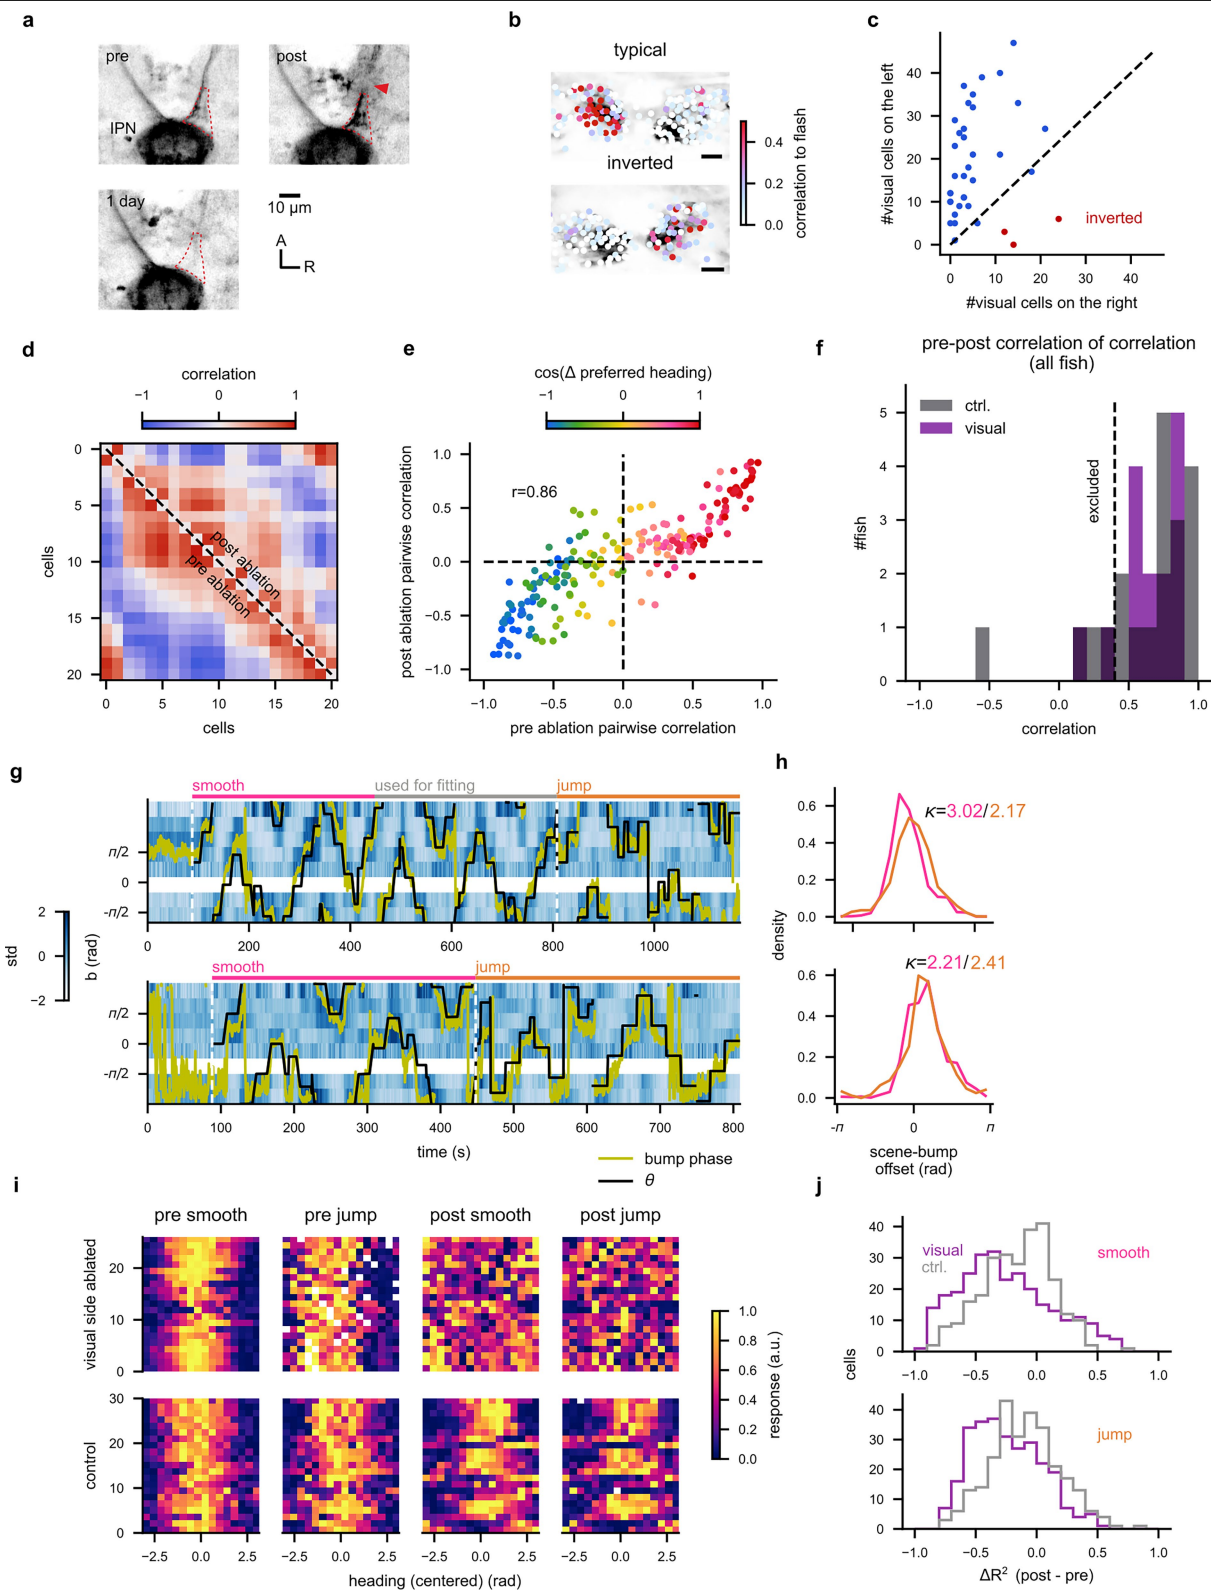 a
pre
IPN
post
1 day
10 µm
A
R
b
typical
inverted
0.4
0.2
0.0
correlation to flash
c
#visual cells on the left
40
30
20
10
0
inverted
0 10 20 30 40
#visual cells on the right
d
correlation
−1 0 1
cells
0
5
10
15
20
post ablation
pre ablation
0 5 10 15 20
cells
e
cos(Δ preferred heading)
−1 0 1
post ablation pairwise correlation
1.0
0.5
0.0
−0.5
−1.0
r=0.86
−1.0 −0.5 0.0 0.5 1.0
pre ablation pairwise correlation
f
pre-post correlation of correlation
(all fish)
ctrl.
visual
excluded
#fish
5
4
3
2
1
0
−1.0 −0.5 0.0 0.5 1.0
correlation
g
smooth used for fitting jump
std
2
0
−2
b (rad)
π/2
0
-π/2
0 200 400 600 800 1000
smooth jump
π/2
0
-π/2
0 100 200 300 400 500 600 700 800
time (s)
bump phase
θ
h
density
0.6
0.4
0.2
0.0
κ=3.02/2.17
0.6
0.4
0.2
0.0
κ=2.21/2.41
-π 0 π
scene-bump
offset (rad)
i
pre smooth pre jump post smooth post jump
visual side ablated
20
10
0
control
30
20
10
0
−2.5 0.0 2.5 −2.5 0.0 2.5 −2.5 0.0 2.5 −2.5 0.0 2.5
heading (centered) (rad)
1.0
0.8
0.6
0.4
0.2
0.0
response (a.u.)
j
visual
ctrl.
smooth
40
30
20
10
0
−1.0 −0.5 0.0 0.5 1.0
cells
jump
40
30
20
10
0
−1.0 −0.5 0.0 0.5 1.0
ΔR² (post - pre)